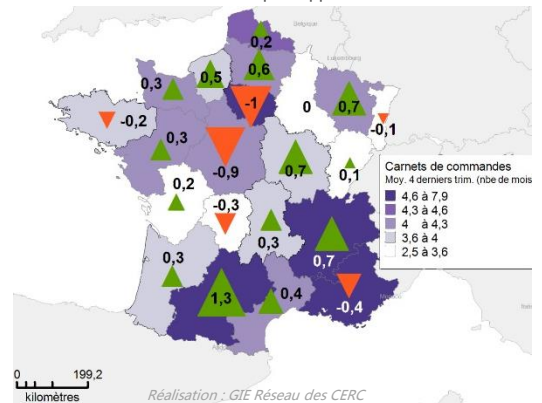 Belgique
0,2
0,6
0,5
Luxembourg
0,3
-1
0
0,7
-0,2
-0,1
0,3
-0,9
0,7
0,1
0,2
-0,3
0,3
0,3
0,7
1,3
0,4
-0,4
Carnets de commandes
Moy. 4 derniers trim. (nbe de mois
4,6 à 7,9
4,3 à 4,6
4 à 4,3
3,6 à 4
2,5 à 3,6
0 199,2
kilomètres
Réalisation : GIE Réseau des CERC